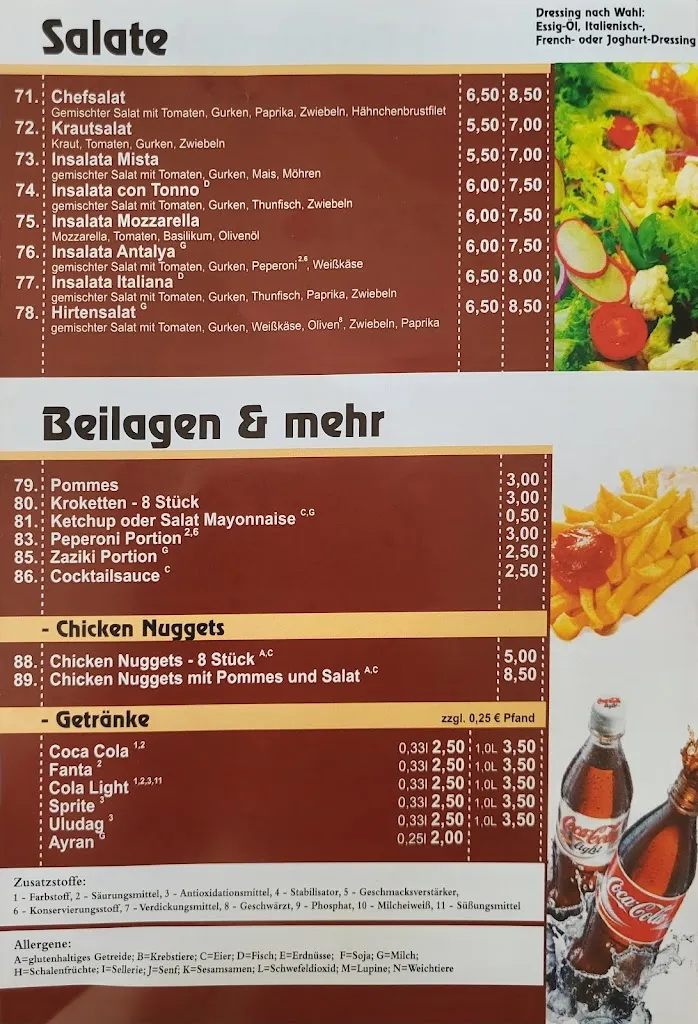 Salate
Dressing nach Wahl:
Essig-Öl, Italienisch-,
French- oder Joghurt-Dressing
71. Chefsalat 6,50 8,50
Gemischter Salat mit Tomaten, Gurken, Paprika, Zwiebeln, Hähnchenbrustfilet
72. Krautsalat 5,50 7,00
Kraut, Tomaten, Gurken, Zwiebeln
73. Insalata Mista 5,50 7,00
gemischter Salat mit Tomaten, Gurken, Mais, Möhren
74. Insalata con Tonno D 6,00 7,50
gemischter Salat mit Tomaten, Gurken, Thunfisch, Zwiebeln
75. Insalata Mozzarella 6,00 7,50
Mozzarella, Tomaten, Basilikum, Olivenöl
76. Insalata Antalya G 6,00 7,50
gemischter Salat mit Tomaten, Gurken, Peperoni 2,6, Weißkäse
77. Insalata Italiana D 6,50 8,00
gemischter Salat mit Tomaten, Gurken, Thunfisch, Paprika, Zwiebeln
78. Hirtensalat G 6,50 8,50
gemischter Salat mit Tomaten, Gurken, Weißkäse, Oliven 8, Zwiebeln, Paprika
Beilagen & mehr
79. Pommes 3,00
80. Kroketten - 8 Stück 3,00
81. Ketchup oder Salat Mayonnaise C,G 0,50
83. Peperoni Portion 2,6 3,00
85. Zaziki Portion G 2,50
86. Cocktailsauce C 2,50
- Chicken Nuggets
88. Chicken Nuggets - 8 Stück A,C 5,00
89. Chicken Nuggets mit Pommes und Salat A,C 8,50
- Getränke zzgl. 0,25 € Pfand
Coca Cola 1,2 0,33l 2,50 1,0L 3,50
Fanta 2 0,33l 2,50 1,0L 3,50
Cola Light 1,2,3,11 0,33l 2,50 1,0L 3,50
Sprite 3 0,33l 2,50 1,0L 3,50
Uludag 3 0,33l 2,50 1,0L 3,50
Ayran G 0,25l 2,00
Coca-Cola
light
Coca-Cola
Zusatzstoffe:
1 - Farbstoff, 2 - Säurungsmittel, 3 - Antioxidationsmittel, 4 - Stabilisator, 5 - Geschmacksverstärker,
6 - Konservierungsstoff, 7 - Verdickungsmittel, 8 - Geschwärzt, 9 - Phosphat, 10 - Milcheiweiß, 11 - Süßungsmittel
Allergene:
A=glutenhaltiges Getreide; B=Krebstiere; C=Eier; D=Fisch; E=Erdnüsse; F=Soja; G=Milch;
H=Schalenfrüchte; I=Sellerie; J=Senf; K=Sesamsamen; L=Schwefeldioxid; M=Lupine; N=Weichtiere